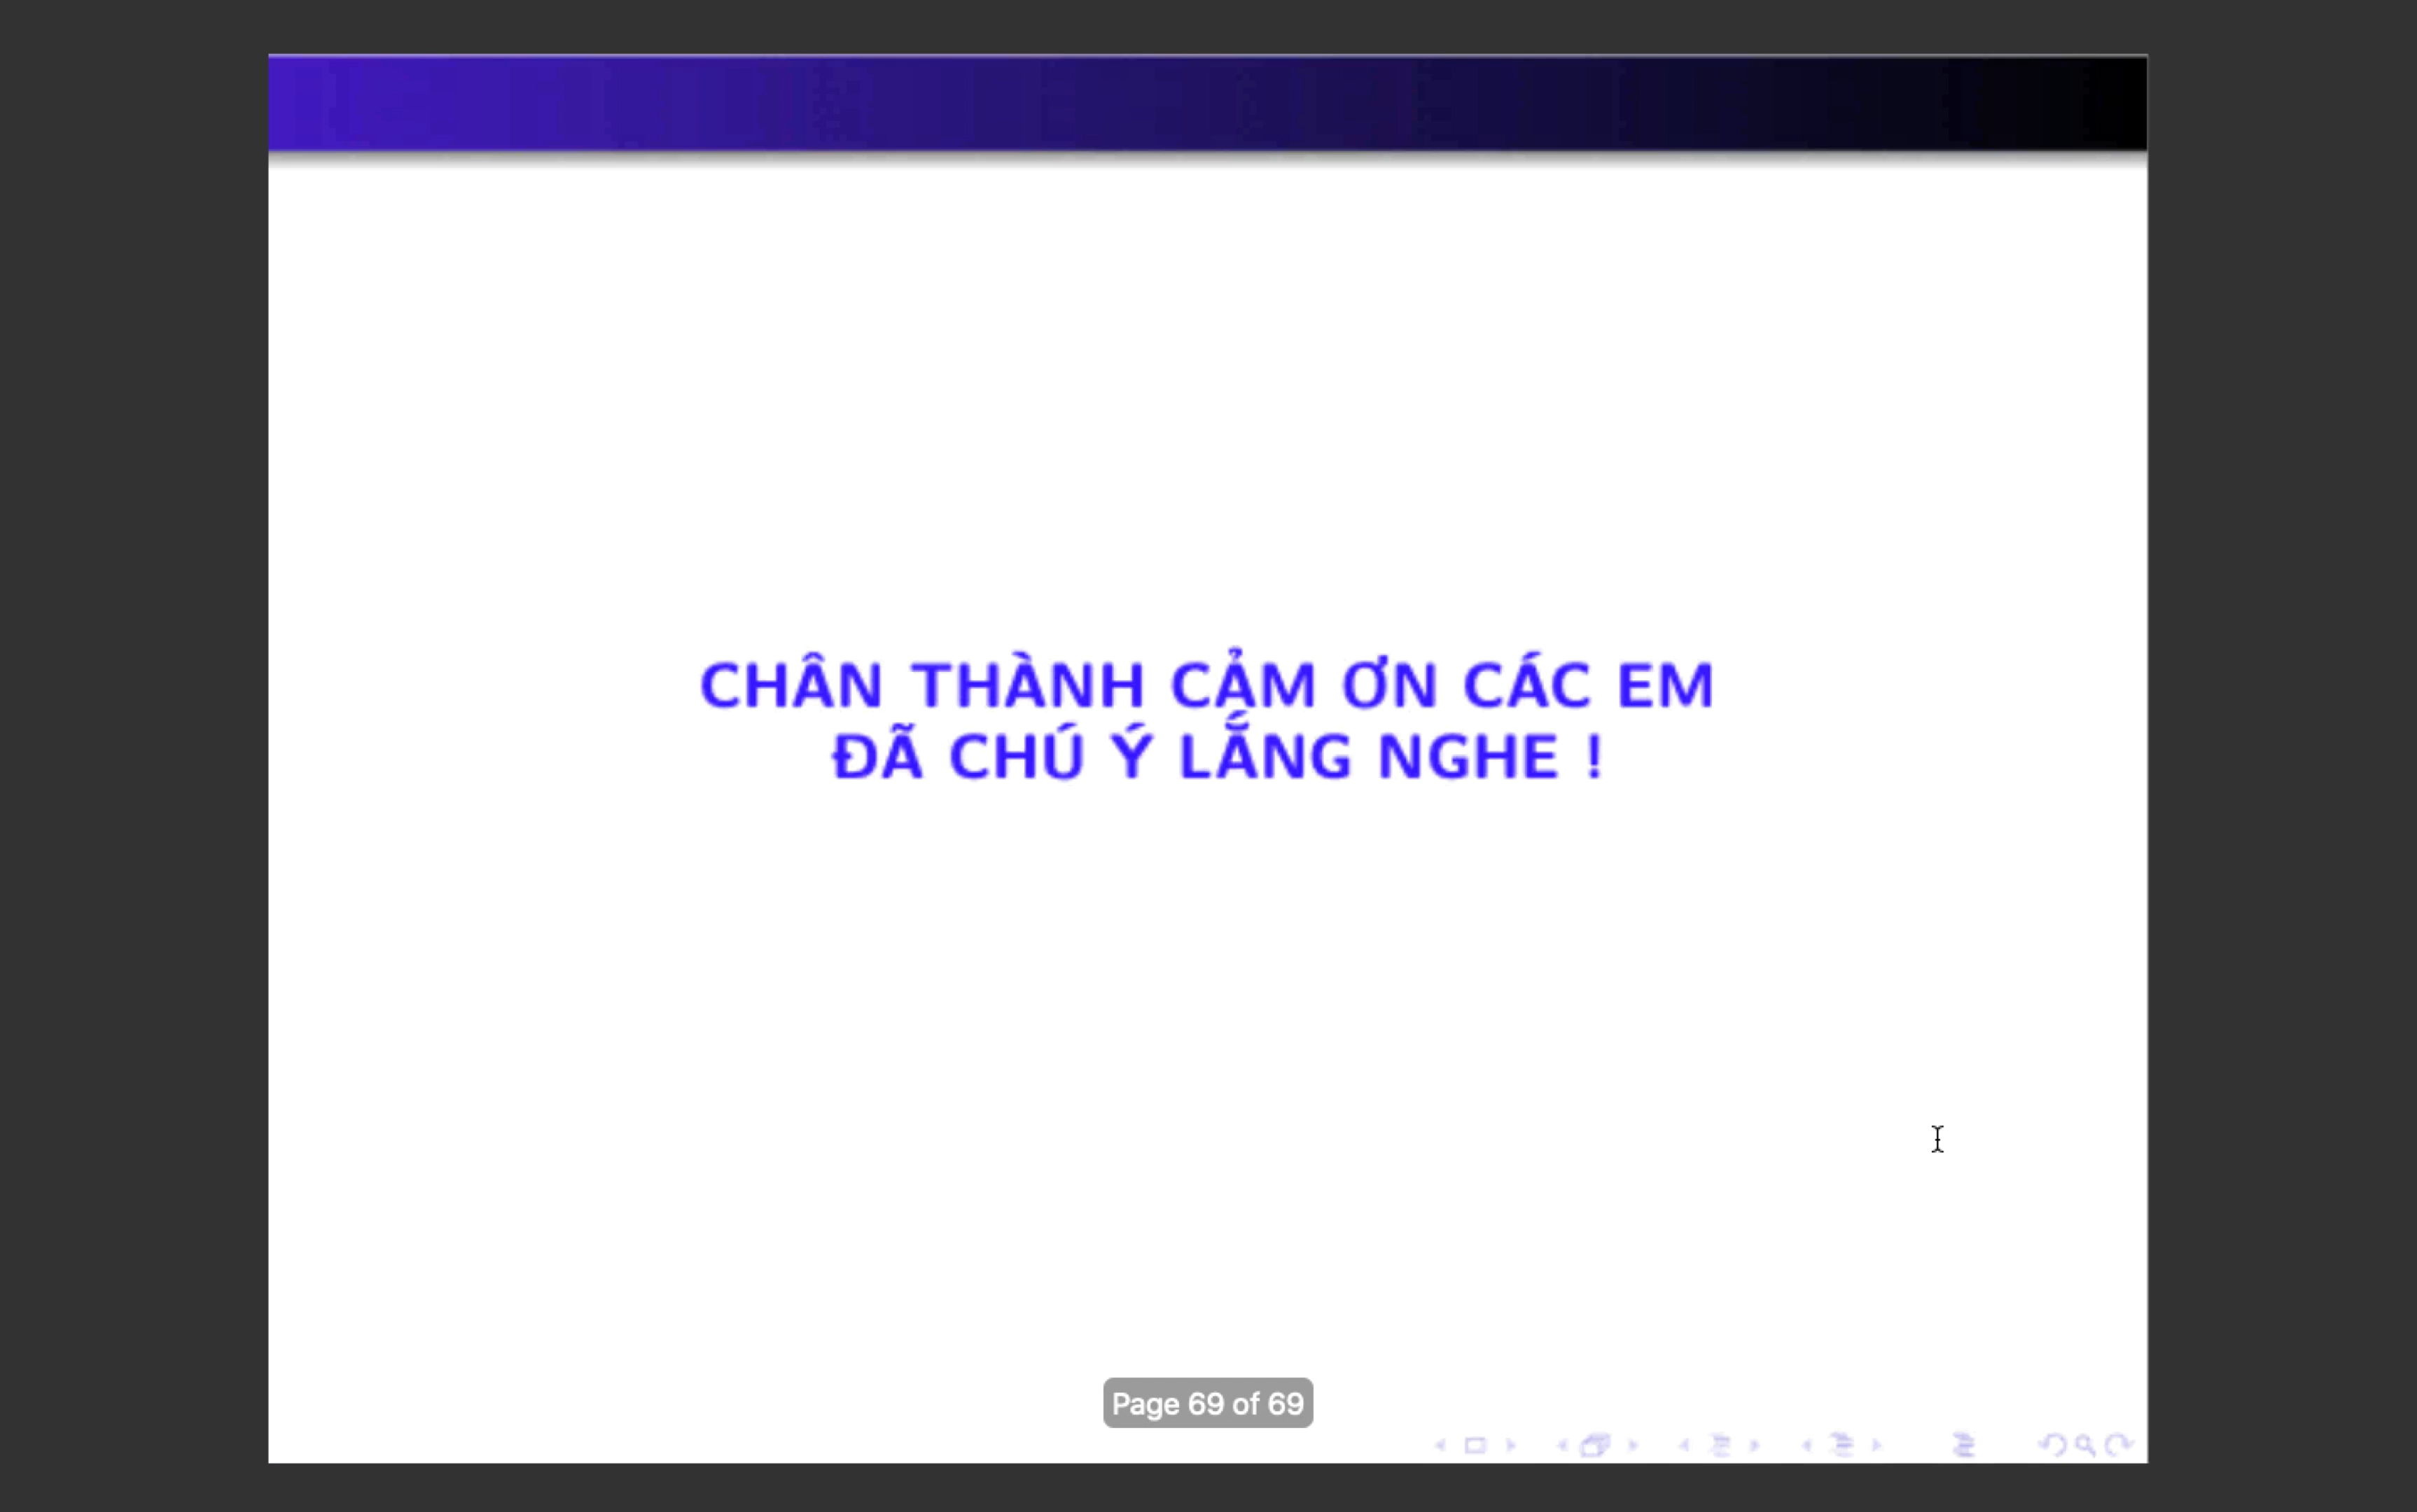 CHÂN THÀNH CẢM ƠN CÁC EM
ĐÃ CHÚ Ý LẮNG NGHE !
Page 69 of 69